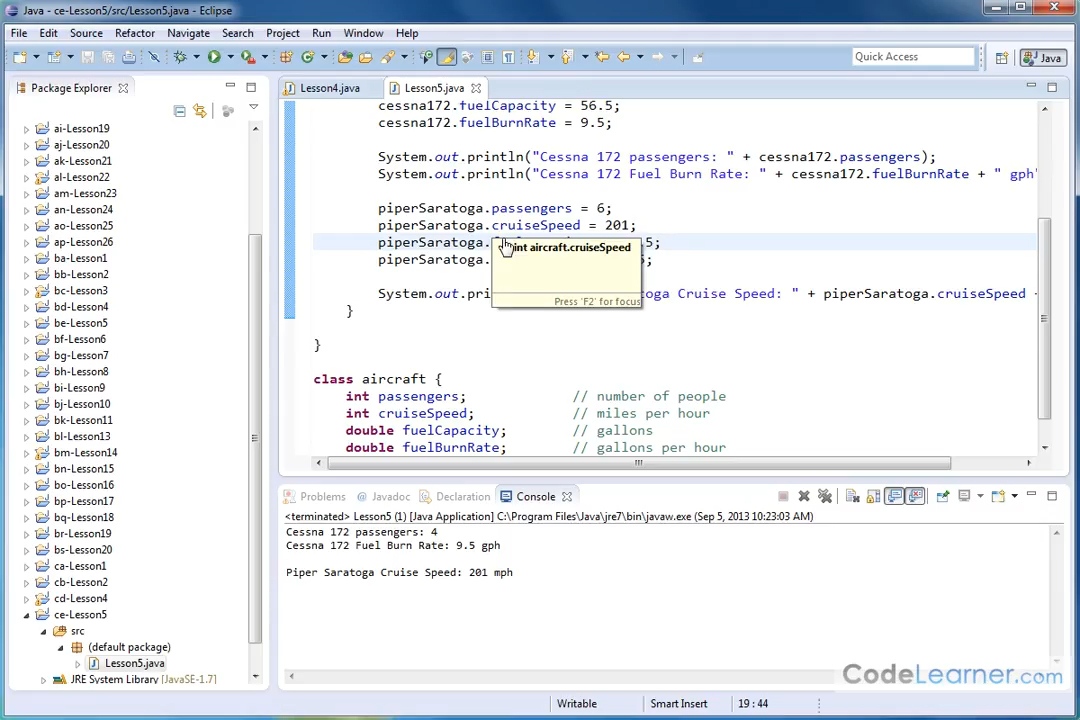 Java - ce-Lesson5/src/Lesson5.java - Eclipse
File Edit Source Refactor Navigate Search Project Run Window Help
Quick Access
Java
Package Explorer
Lesson4.java
Lesson5.java
ai-Lesson19
aj-Lesson20
ak-Lesson21
al-Lesson22
am-Lesson23
an-Lesson24
ao-Lesson25
ap-Lesson26
ba-Lesson1
bb-Lesson2
bc-Lesson3
bd-Lesson4
be-Lesson5
bf-Lesson6
bg-Lesson7
bh-Lesson8
bi-Lesson9
bj-Lesson10
bk-Lesson11
bl-Lesson13
bm-Lesson14
bn-Lesson15
bo-Lesson16
bp-Lesson17
bq-Lesson18
br-Lesson19
bs-Lesson20
ca-Lesson1
cb-Lesson2
cd-Lesson4
ce-Lesson5
src
(default package)
Lesson5.java
JRE System Library [JavaSE-1.7]
cessna172.fuelCapacity = 56.5;
cessna172.fuelBurnRate = 9.5;
System.out.println("Cessna 172 passengers: " + cessna172.passengers);
System.out.println("Cessna 172 Fuel Burn Rate: " + cessna172.fuelBurnRate + " gph"
piperSaratoga.passengers = 6;
piperSaratoga.cruiseSpeed = 201;
piperSaratoga. 5;
piperSaratoga. ;
System.out.pri oga Cruise Speed: " + piperSaratoga.cruiseSpeed
}
}
class aircraft {
int passengers; // number of people
int cruiseSpeed; // miles per hour
double fuelCapacity; // gallons
double fuelBurnRate; // gallons per hour
int aircraft.cruiseSpeed
Press 'F2' for focus
Problems @ Javadoc Declaration Console
<terminated> Lesson5 (1) [Java Application] C:\Program Files\Java\jre7\bin\javaw.exe (Sep 5, 2013 10:23:03 AM)
Cessna 172 passengers: 4
Cessna 172 Fuel Burn Rate: 9.5 gph
Piper Saratoga Cruise Speed: 201 mph
CodeLearner.com
Writable Smart Insert 19 : 44